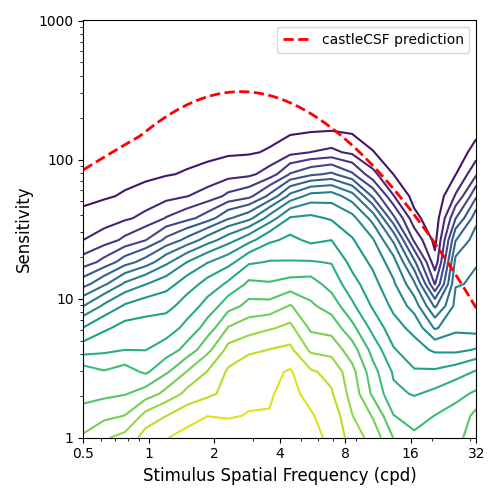 1000
castleCSF prediction
100
10
1
Sensitivity
0.5 1 2 4 8 16 32
Stimulus Spatial Frequency (cpd)